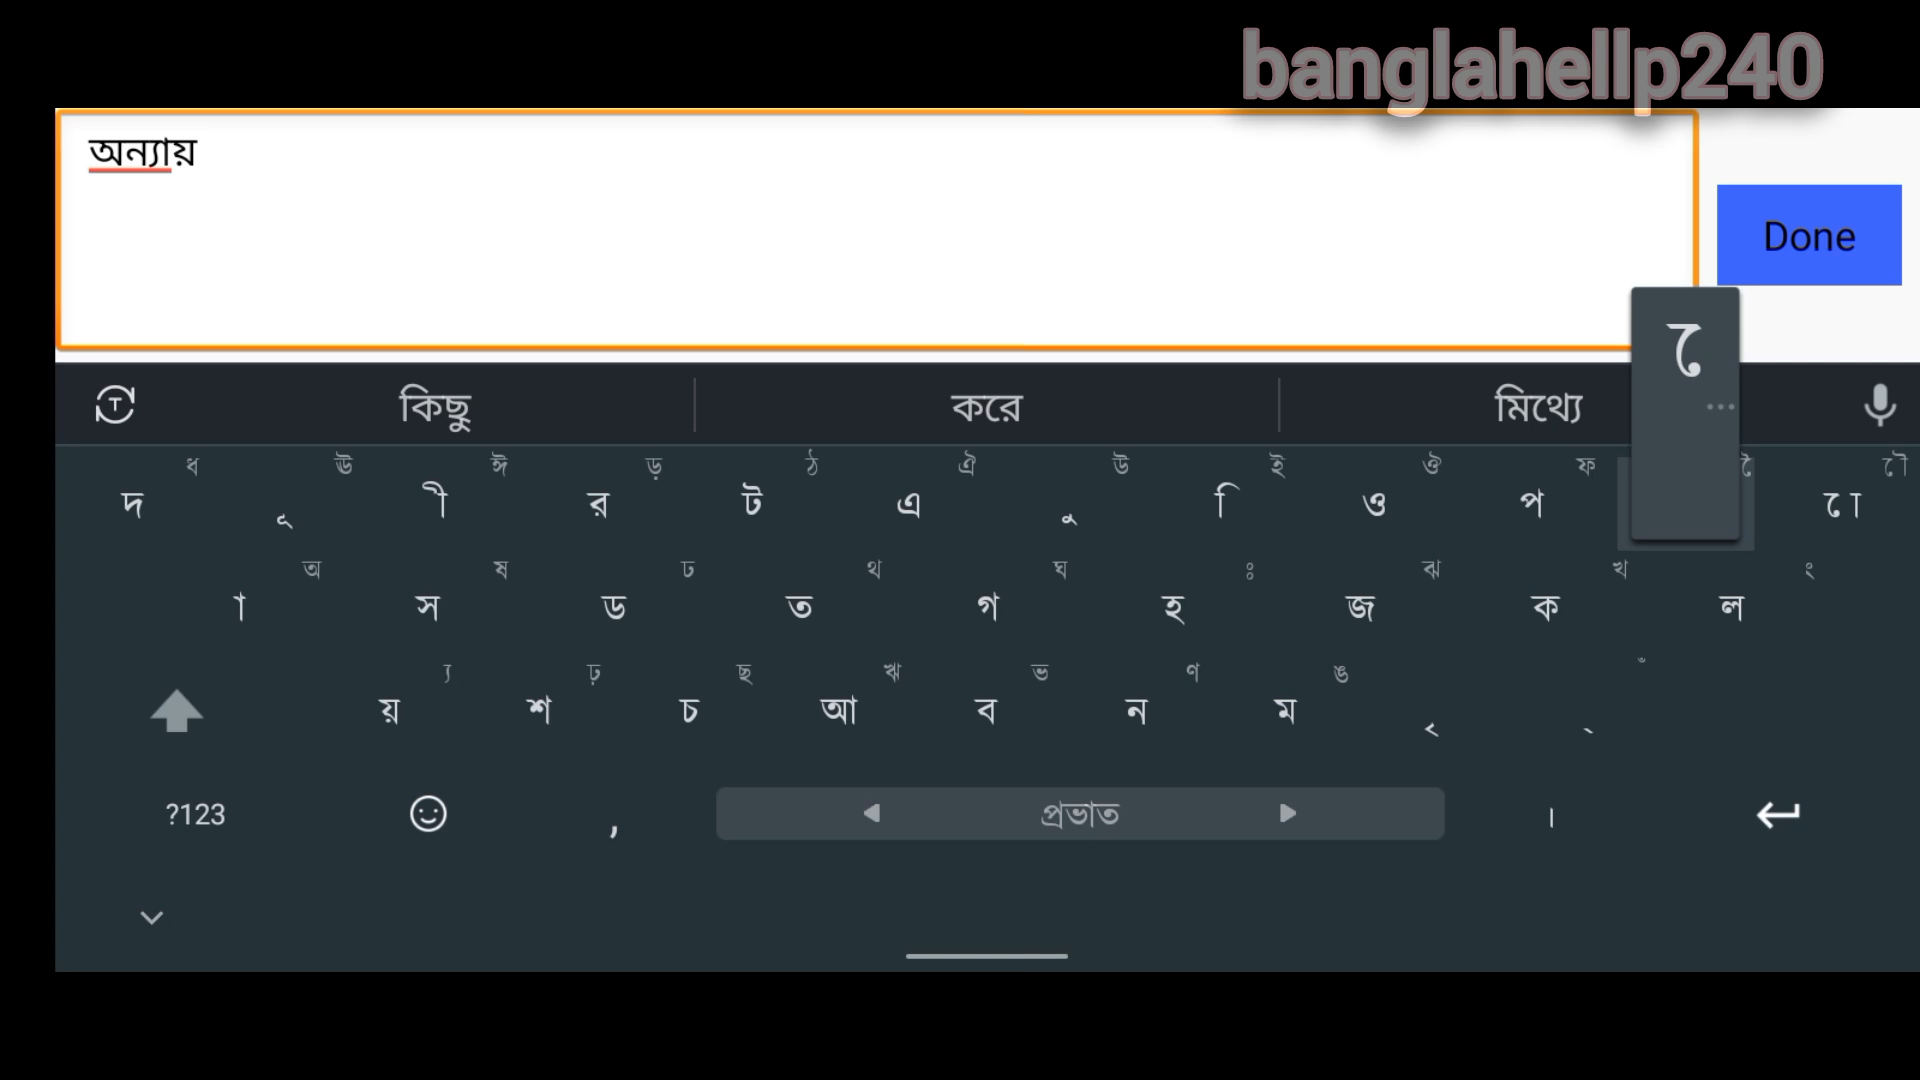 banglahellp240
অন্যায়
Done
ে
কিছু করে মিথ্যে
ধ ঊ ঈ ড় ঠ ঐ উ ই ঔ ফ ৈ ৌ
দ ূ ী র ট এ ু ি ও প ো
অ ষ ঢ থ ঘ ঃ ঝ খ ং
া স ড ত গ হ জ ক ল
্য ঢ় ছ ঋ ভ ণ ঙ ঁ
য় শ চ আ ব ন ম ৃ ্
?123 , প্রভাত ।